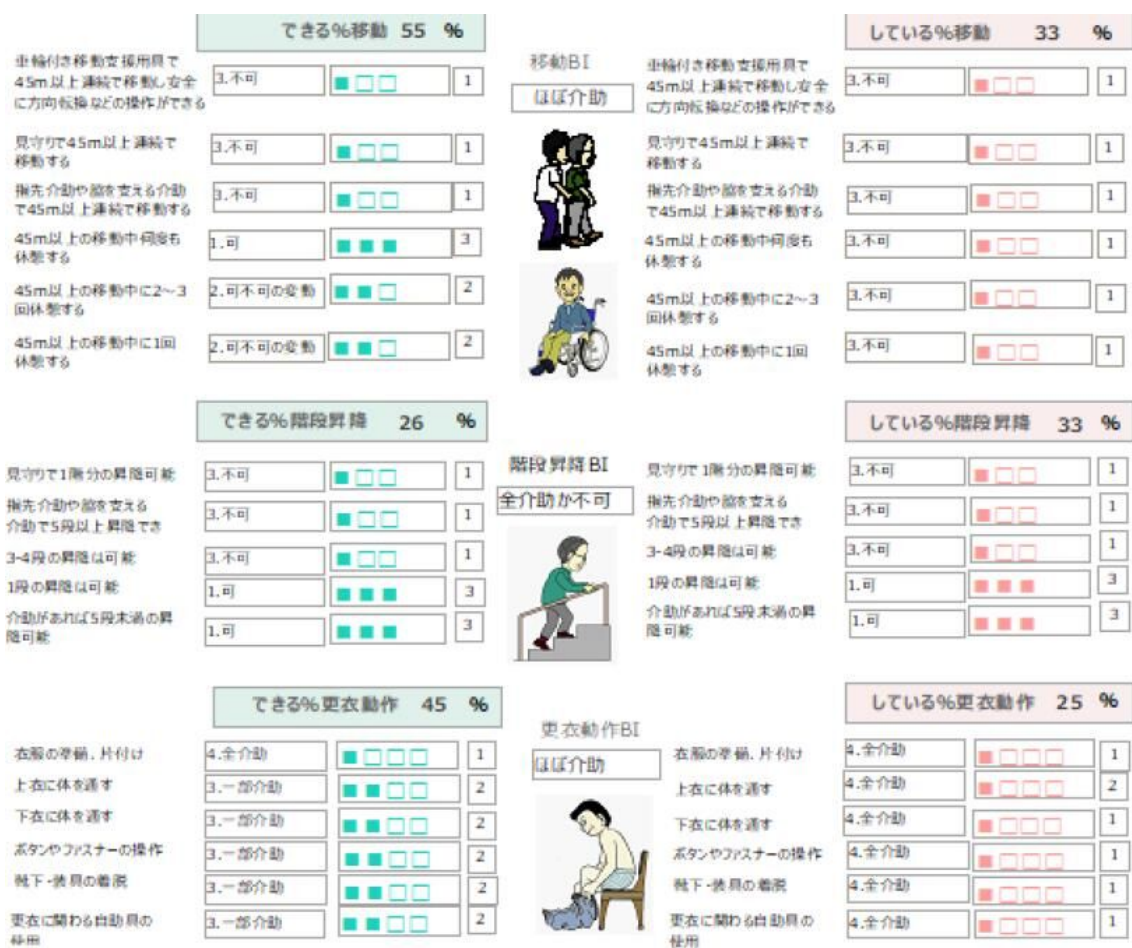 できる%移動 55 %
車輪付き移動支援用具で
45m以上連続で移動し安全
に方向転換などの操作ができる
3.不可
1
見守りで45m以上連続で
移動する
3.不可
1
指先介助や脇を支える介助
で45m以上連続で移動する
3.不可
1
45m以上の移動中何度も
休憩する
1.可
3
45m以上の移動中に2～3
回休憩する
2.可不可の変動
2
45m以上の移動中に1回
休憩する
2.可不可の変動
2
移動BI
ほぼ介助
している%移動 33 %
車輪付き移動支援用具で
45m以上連続で移動し安全
に方向転換などの操作ができる
3.不可
1
見守りで45m以上連続で
移動する
3.不可
1
指先介助や脇を支える介助
で45m以上連続で移動する
3.不可
1
45m以上の移動中何度も
休憩する
3.不可
1
45m以上の移動中に2～3
回休憩する
3.不可
1
45m以上の移動中に1回
休憩する
3.不可
1
できる%階段昇降 26 %
見守りで1階分の昇降可能
3.不可
1
指先介助や脇を支える
介助で5段以上昇降でき
3.不可
1
3-4段の昇降は可能
3.不可
1
1段の昇降は可能
1.可
3
介助があれば5段未満の昇
降可能
1.可
3
階段昇降BI
全介助か不可
している%階段昇降 33 %
見守りで1階分の昇降可能
3.不可
1
指先介助や脇を支える
介助で5段以上昇降でき
3.不可
1
3-4段の昇降は可能
3.不可
1
1段の昇降は可能
1.可
3
介助があれば5段未満の昇
降可能
1.可
3
できる%更衣動作 45 %
衣服の準備、片付け
4.全介助
1
上衣に体を通す
3.一部介助
2
下衣に体を通す
3.一部介助
2
ボタンやファスナーの操作
3.一部介助
2
靴下・装具の着脱
3.一部介助
2
更衣に関わる自助具の
使用
3.一部介助
2
更衣動作BI
ほぼ介助
している%更衣動作 25 %
衣服の準備、片付け
4.全介助
1
上衣に体を通す
4.全介助
2
下衣に体を通す
4.全介助
1
ボタンやファスナーの操作
4.全介助
1
靴下・装具の着脱
4.全介助
1
更衣に関わる自助具の
使用
4.全介助
1